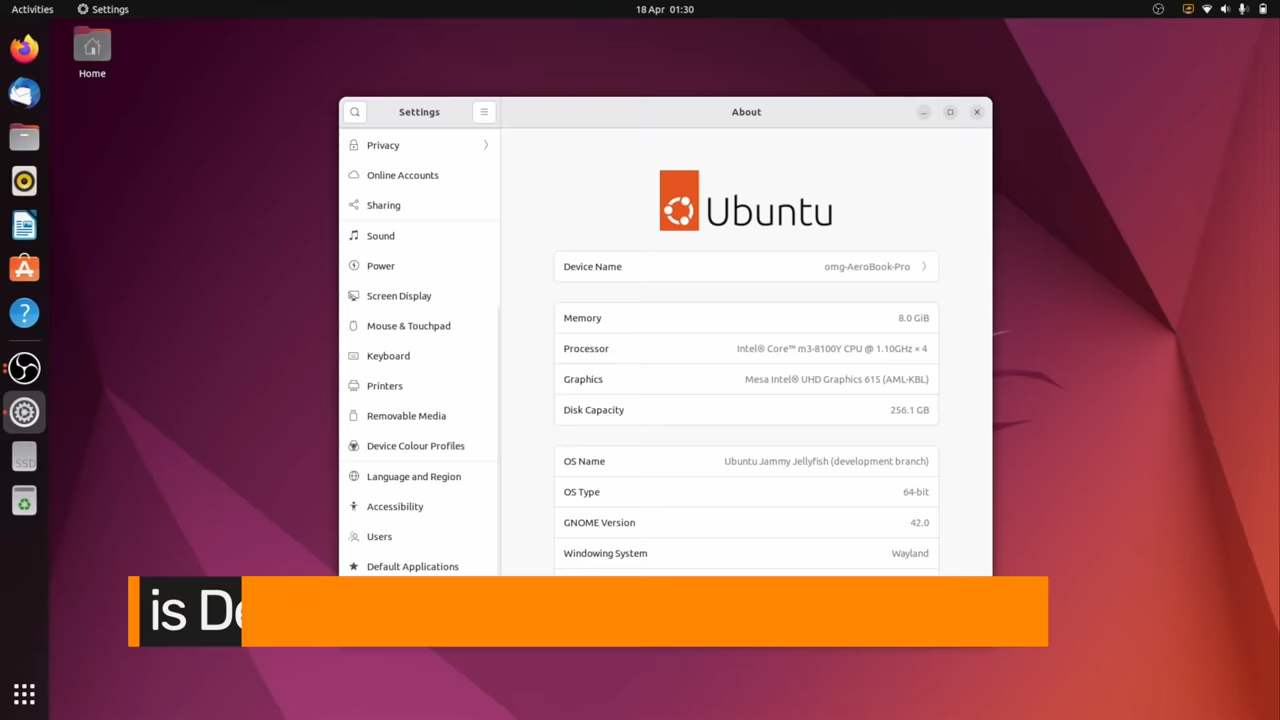 Activities
Settings
18 Apr 01:30
Home
Settings
About
Privacy
Online Accounts
Sharing
Sound
Power
Screen Display
Mouse & Touchpad
Keyboard
Printers
Removable Media
Device Colour Profiles
Language and Region
Accessibility
Users
Default Applications
Ubuntu
Device Name omg-AeroBook-Pro
Memory 8.0 GiB
Processor Intel® Core™ m3-8100Y CPU @ 1.10GHz × 4
Graphics Mesa Intel® UHD Graphics 615 (AML-KBL)
Disk Capacity 256.1 GB
OS Name Ubuntu Jammy Jellyfish (development branch)
OS Type 64-bit
GNOME Version 42.0
Windowing System Wayland
SSD
is